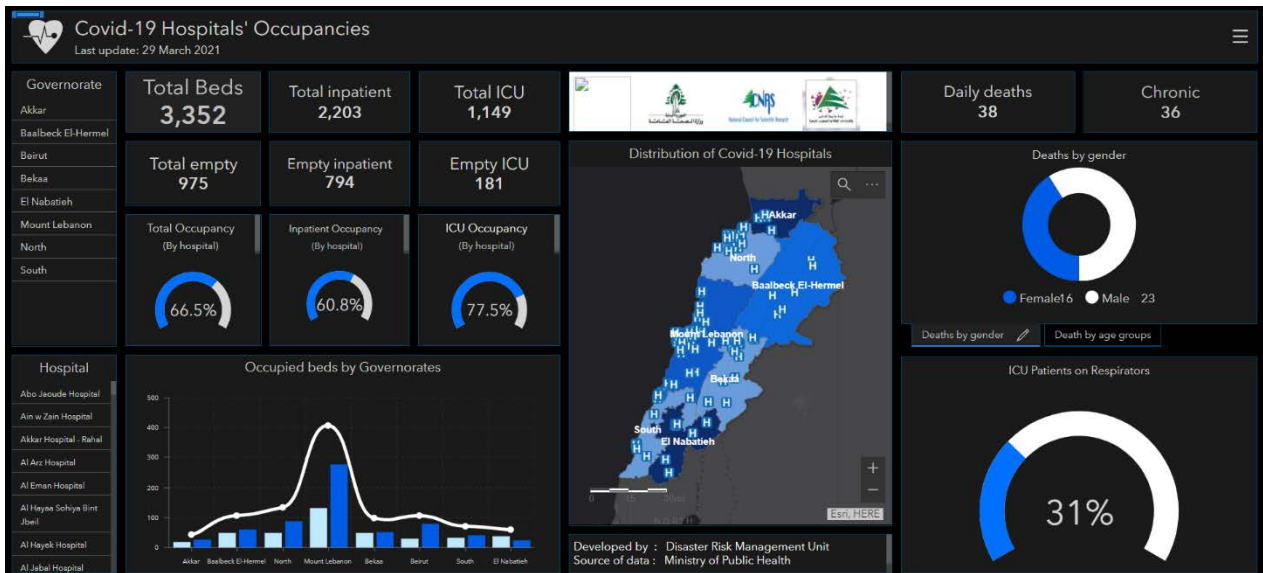 Covid-19 Hospitals' Occupancies
Last update: 29 March 2021
Governorate
Akkar
Baalbeck El-Hermel
Beirut
Bekaa
El Nabatieh
Mount Lebanon
North
South
Total Beds
3,352
Total inpatient
2,203
Total ICU
1,149
Total empty
975
Empty inpatient
794
Empty ICU
181
Total Occupancy
(By hospital)
66.5%
Inpatient Occupancy
(By hospital)
60.8%
ICU Occupancy
(By hospital)
77.5%
CNRS
National Council for Scientific Research
Daily deaths
38
Chronic
36
Distribution of Covid-19 Hospitals
Akkar
North
Baalbeck El-Hermel
Mount Lebanon
Bekaa
South
El Nabatieh
Esri, HERE
Deaths by gender
Female16 Male 23
Deaths by gender
Death by age groups
Hospital
Abo Jaoude Hospital
Ain w Zain Hospital
Akkar Hospital - Rahal
Al Arz Hospital
Al Eman Hospital
Al Hayaa Sohiya Bint
Jbeil
Al Hayek Hospital
Al Jabal Hospital
Occupied beds by Governorates
500
400
300
200
100
0
Akkar Baalbeck El-Hermel North Mount Lebanon Bekaa Beirut South El Nabatieh
Developed by : Disaster Risk Management Unit
Source of data : Ministry of Public Health
ICU Patients on Respirators
31%